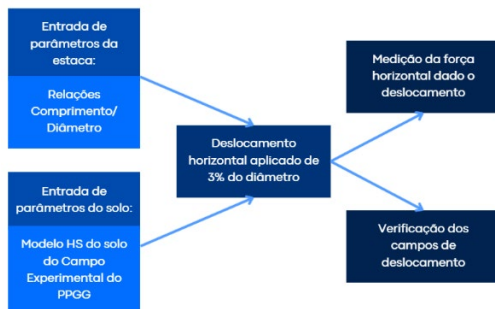 Entrada de
parâmetros da
estaca:
Relações
Comprimento/
Diâmetro
Entrada de
parâmetros do solo:
Modelo HS do solo
do Campo
Experimental do
PPGG
Deslocamento
horizontal aplicado de
3% do diâmetro
Medição da força
horizontal dado o
deslocamento
Verificação dos
campos de
deslocamento